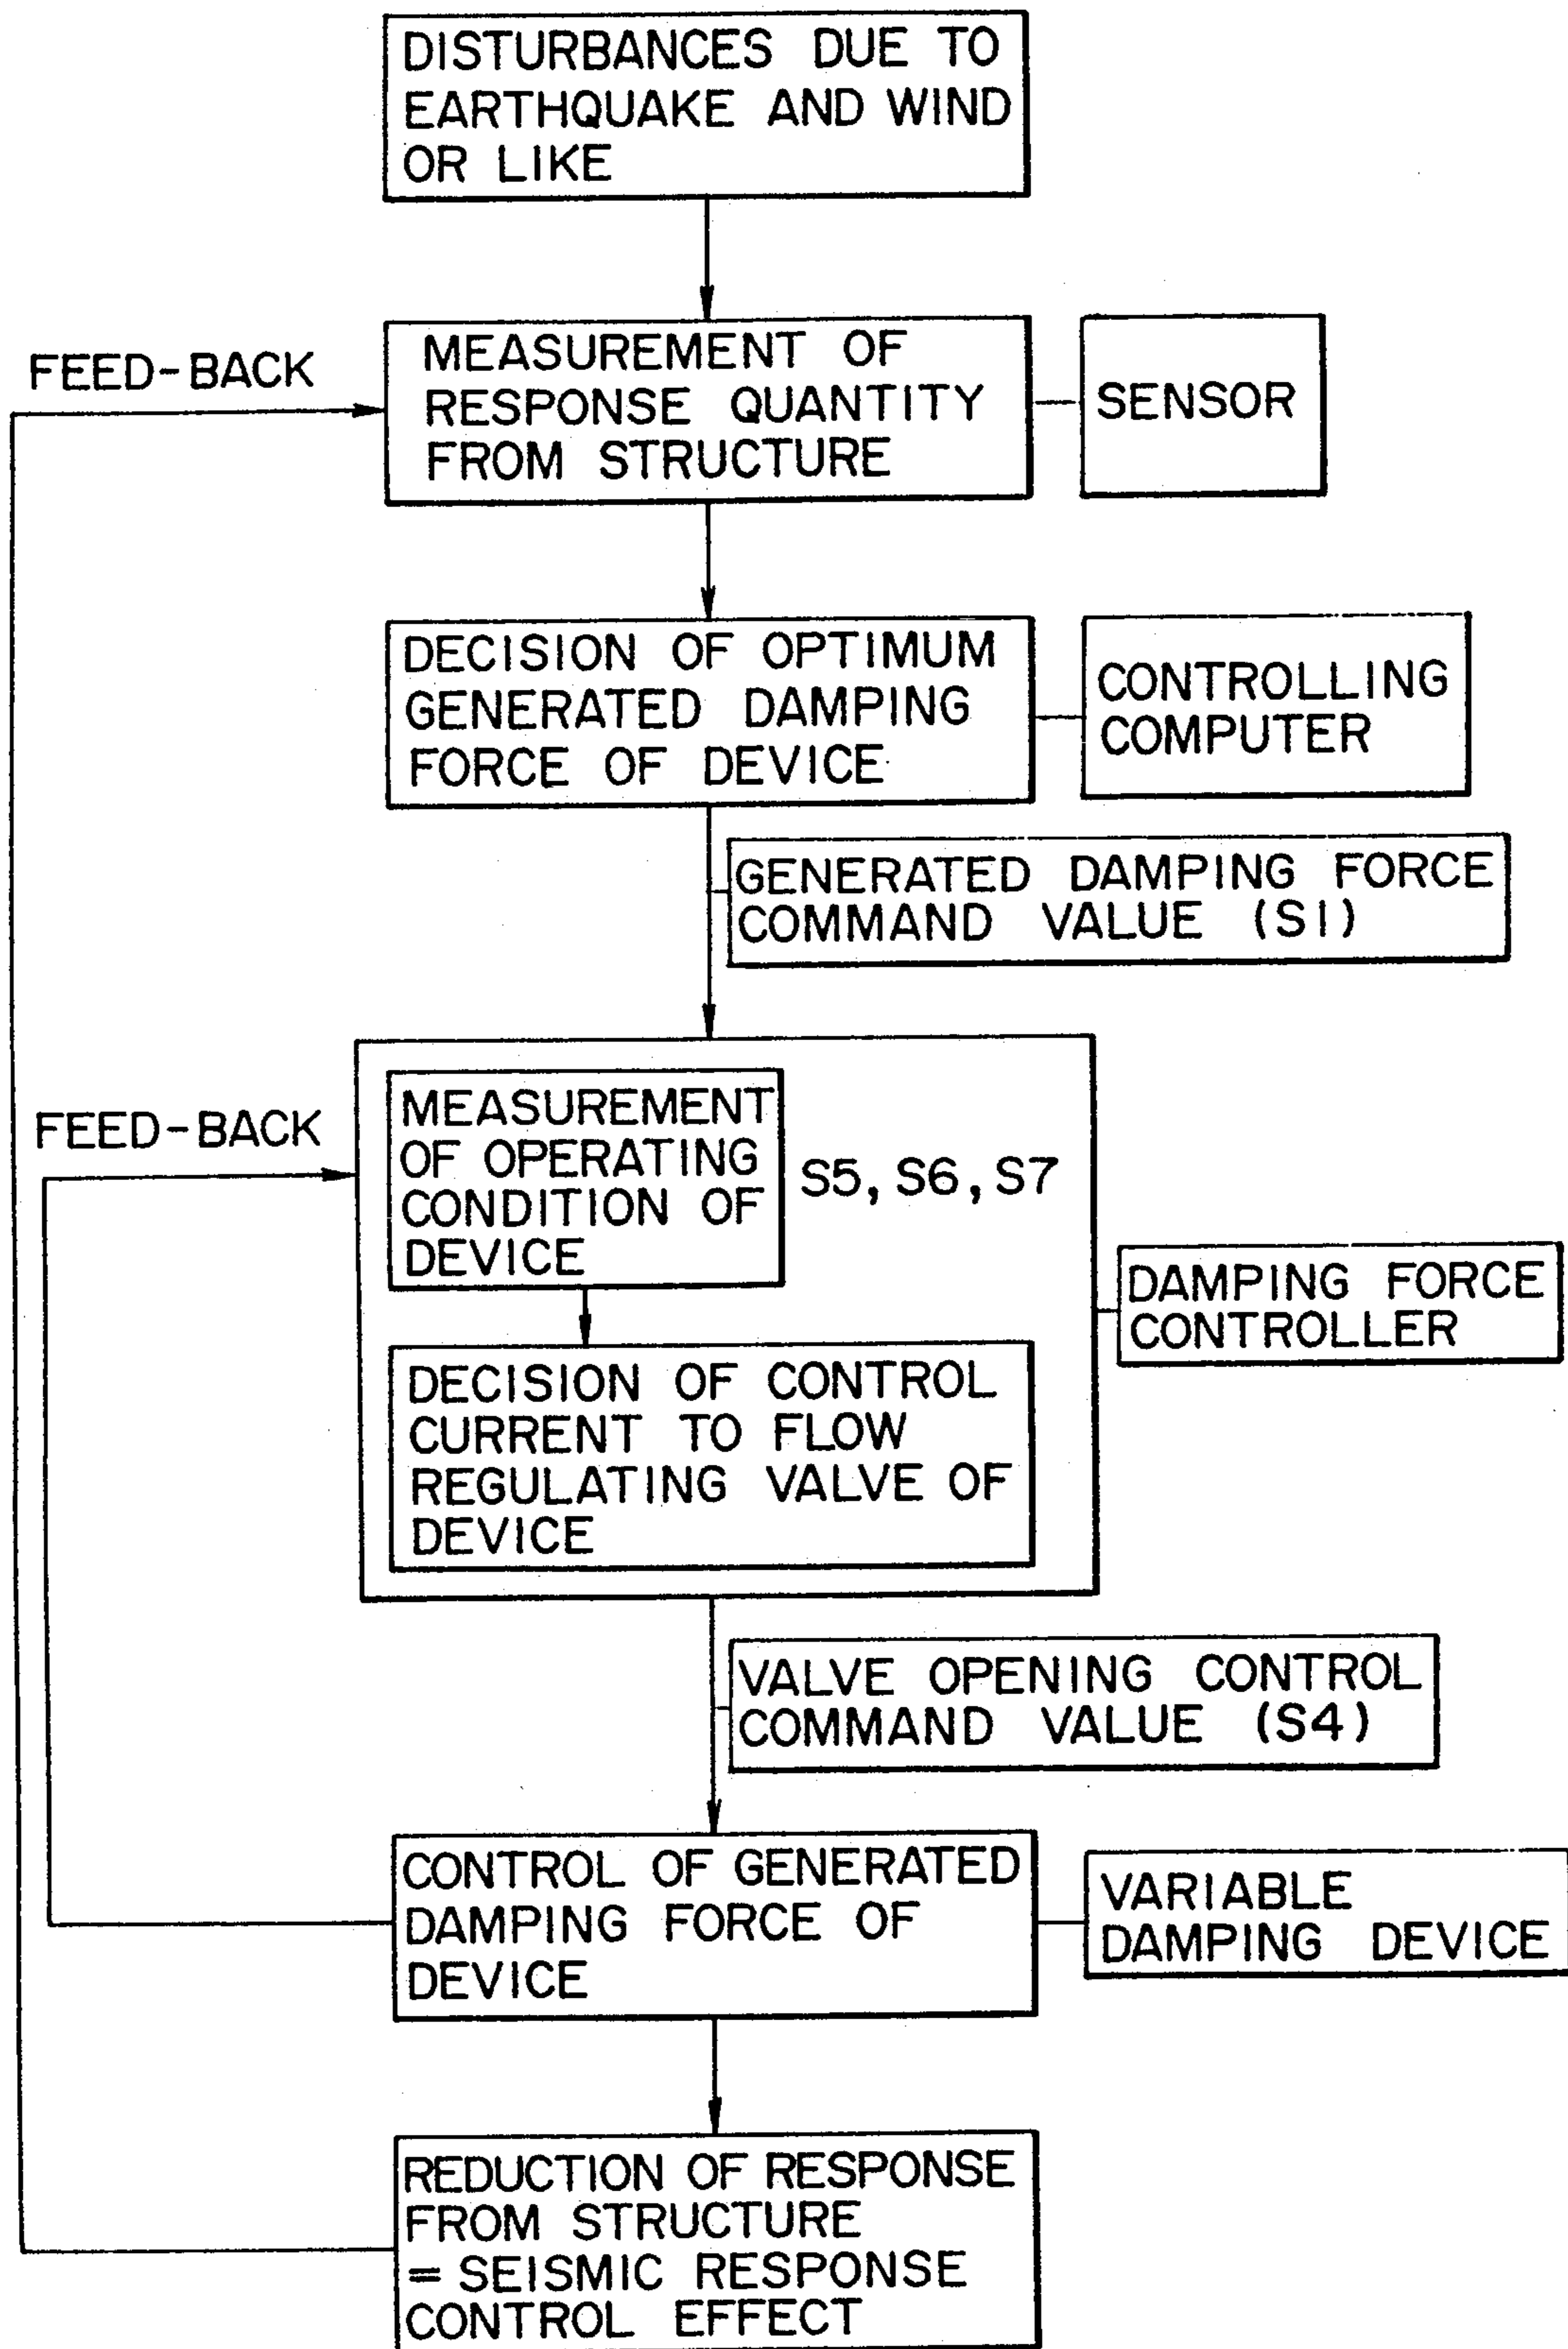 DISTURBANCES DUE TO
EARTHQUAKE AND WIND
OR LIKE
FEED-BACK
MEASUREMENT OF
RESPONSE QUANTITY
FROM STRUCTURE
SENSOR
DECISION OF OPTIMUM
GENERATED DAMPING
FORCE OF DEVICE
CONTROLLING
COMPUTER
GENERATED DAMPING FORCE
COMMAND VALUE (S1)
FEED-BACK
MEASUREMENT
OF OPERATING
CONDITION OF
DEVICE
S5, S6, S7
DECISION OF CONTROL
CURRENT TO FLOW
REGULATING VALVE OF
DEVICE
DAMPING FORCE
CONTROLLER
VALVE OPENING CONTROL
COMMAND VALUE (S4)
CONTROL OF GENERATED
DAMPING FORCE OF
DEVICE
VARIABLE
DAMPING DEVICE
REDUCTION OF RESPONSE
FROM STRUCTURE
= SEISMIC RESPONSE
CONTROL EFFECT